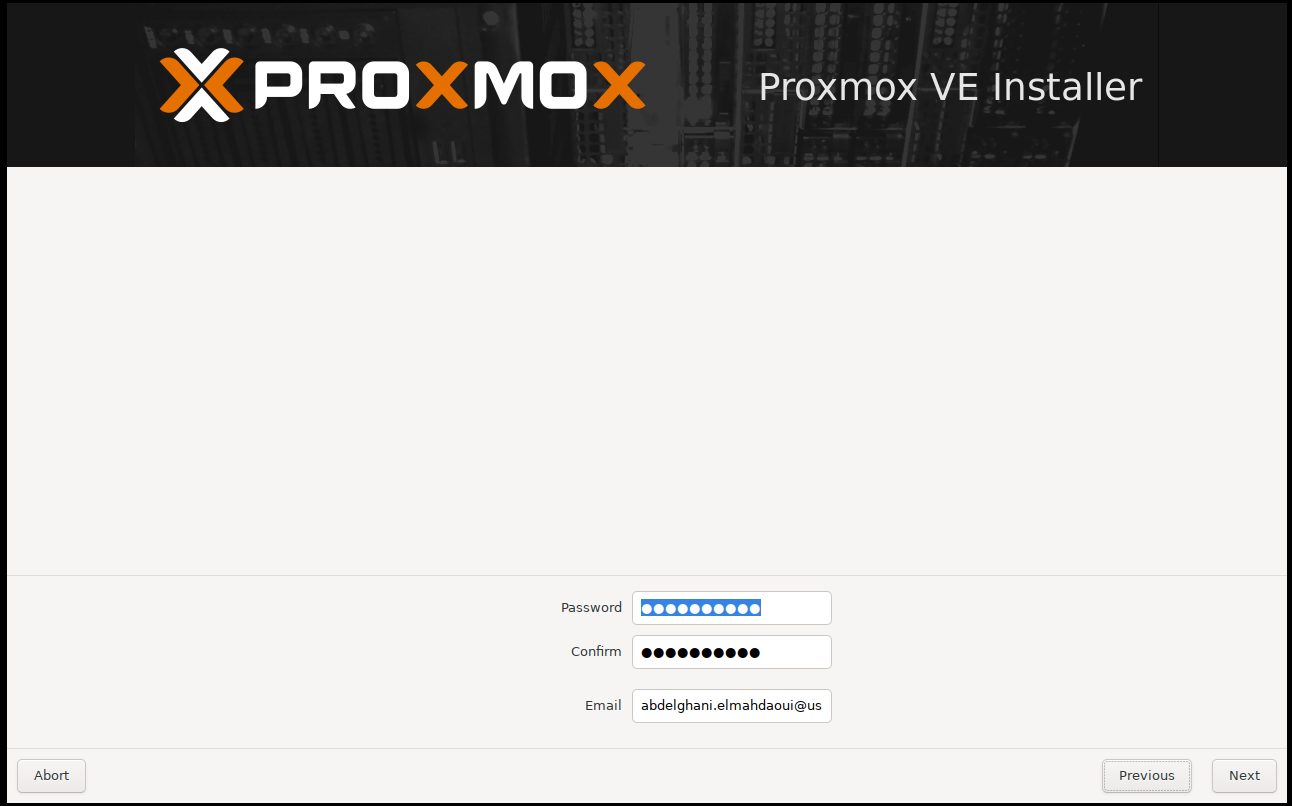 PROXMOX
Proxmox VE Installer
Password ●●●●●●●●●●
Confirm ●●●●●●●●●●
Email abdelghani.elmahdaoui@us
Abort Previous Next